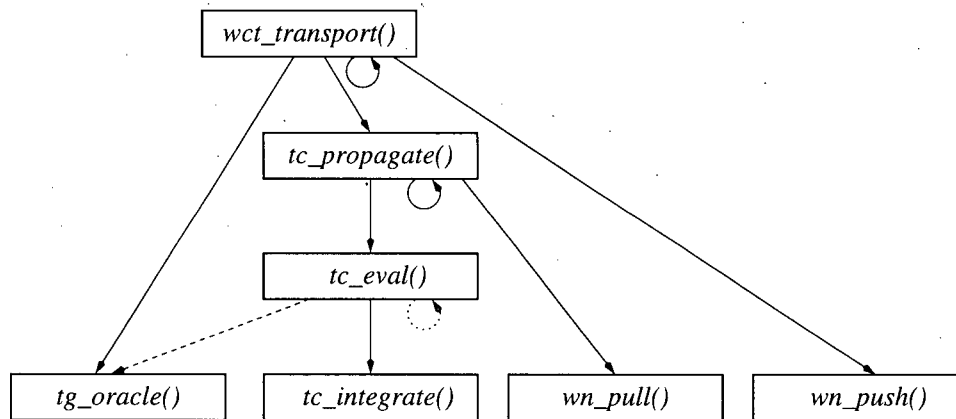 wct_transport()
tc_propagate()
tc_eval()
tg_oracle()
tc_integrate()
wn_pull()
wn_push()